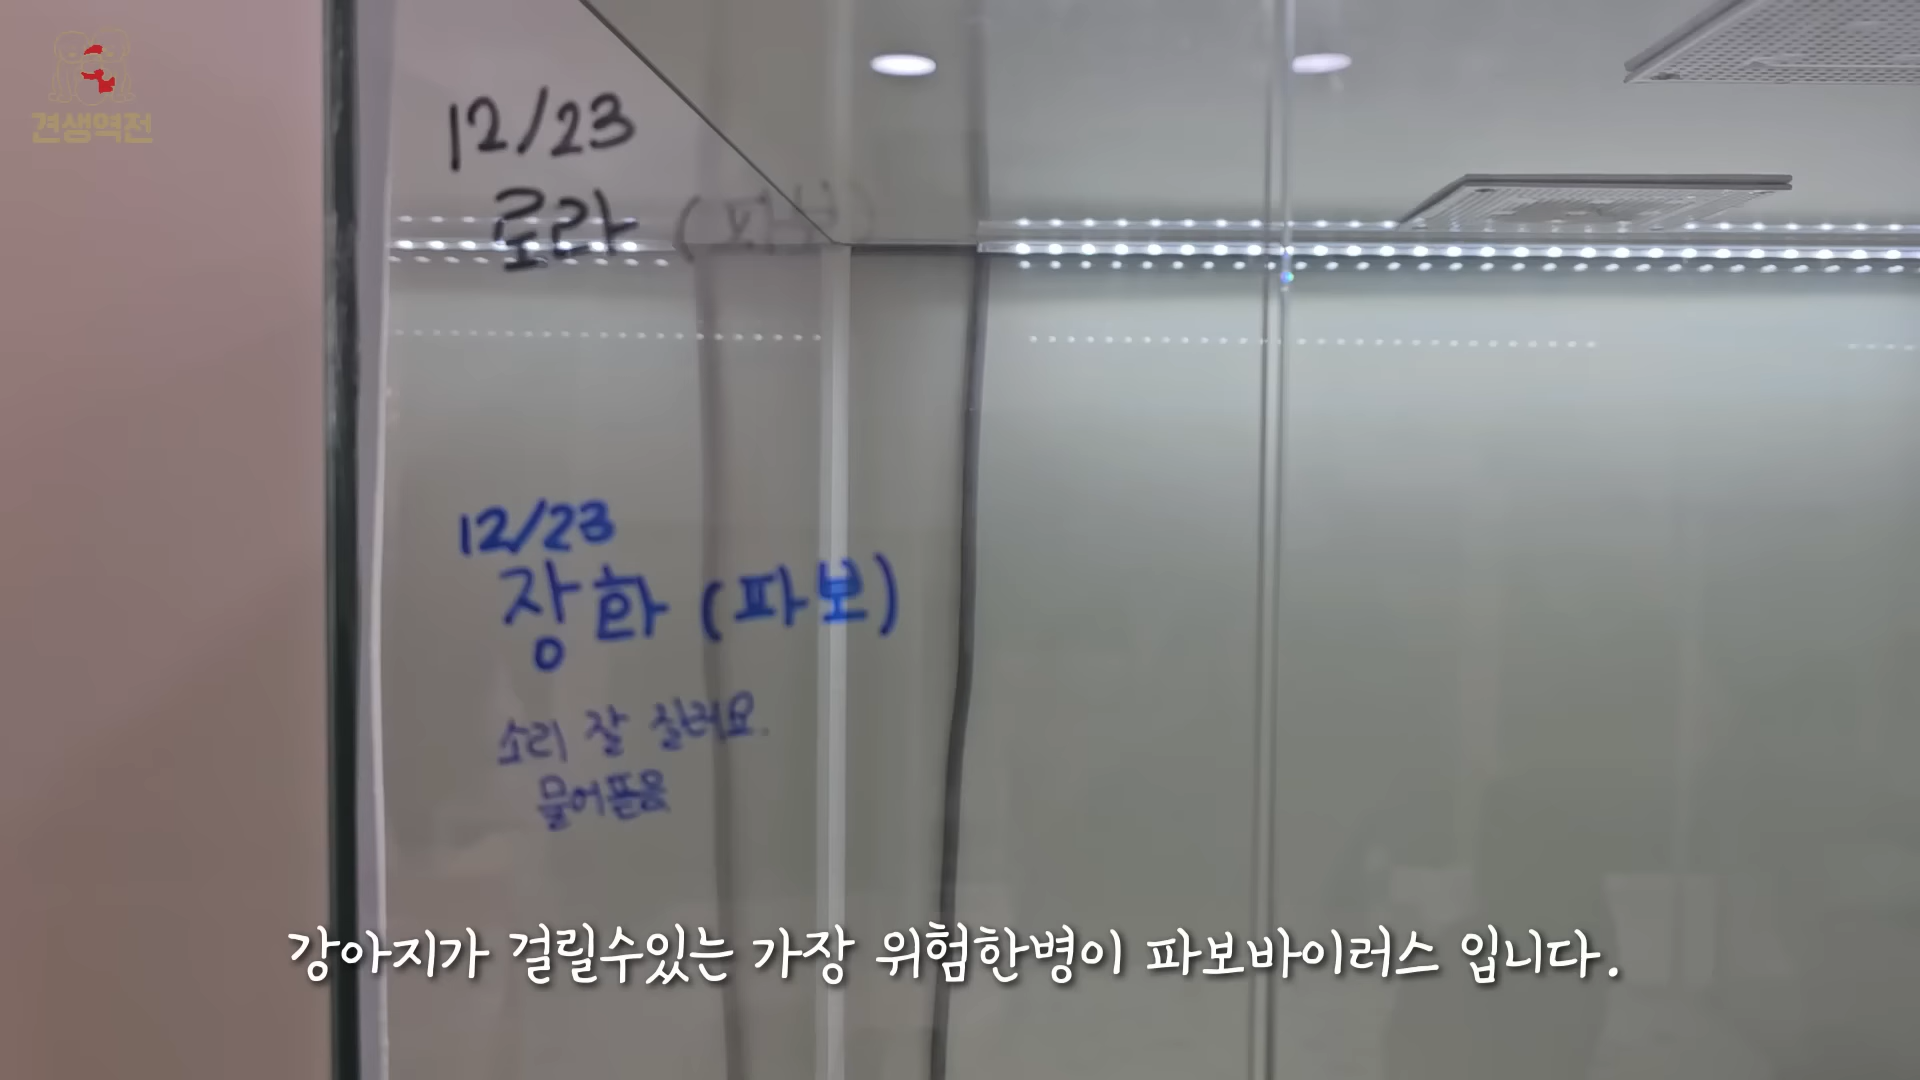 견생역전
12/23
로라 (파보)
12/23
장화 (파보)
소리 잘 질러요.
물어뜯음
강아지가 걸릴수있는 가장 위험한병이 파보바이러스 입니다.